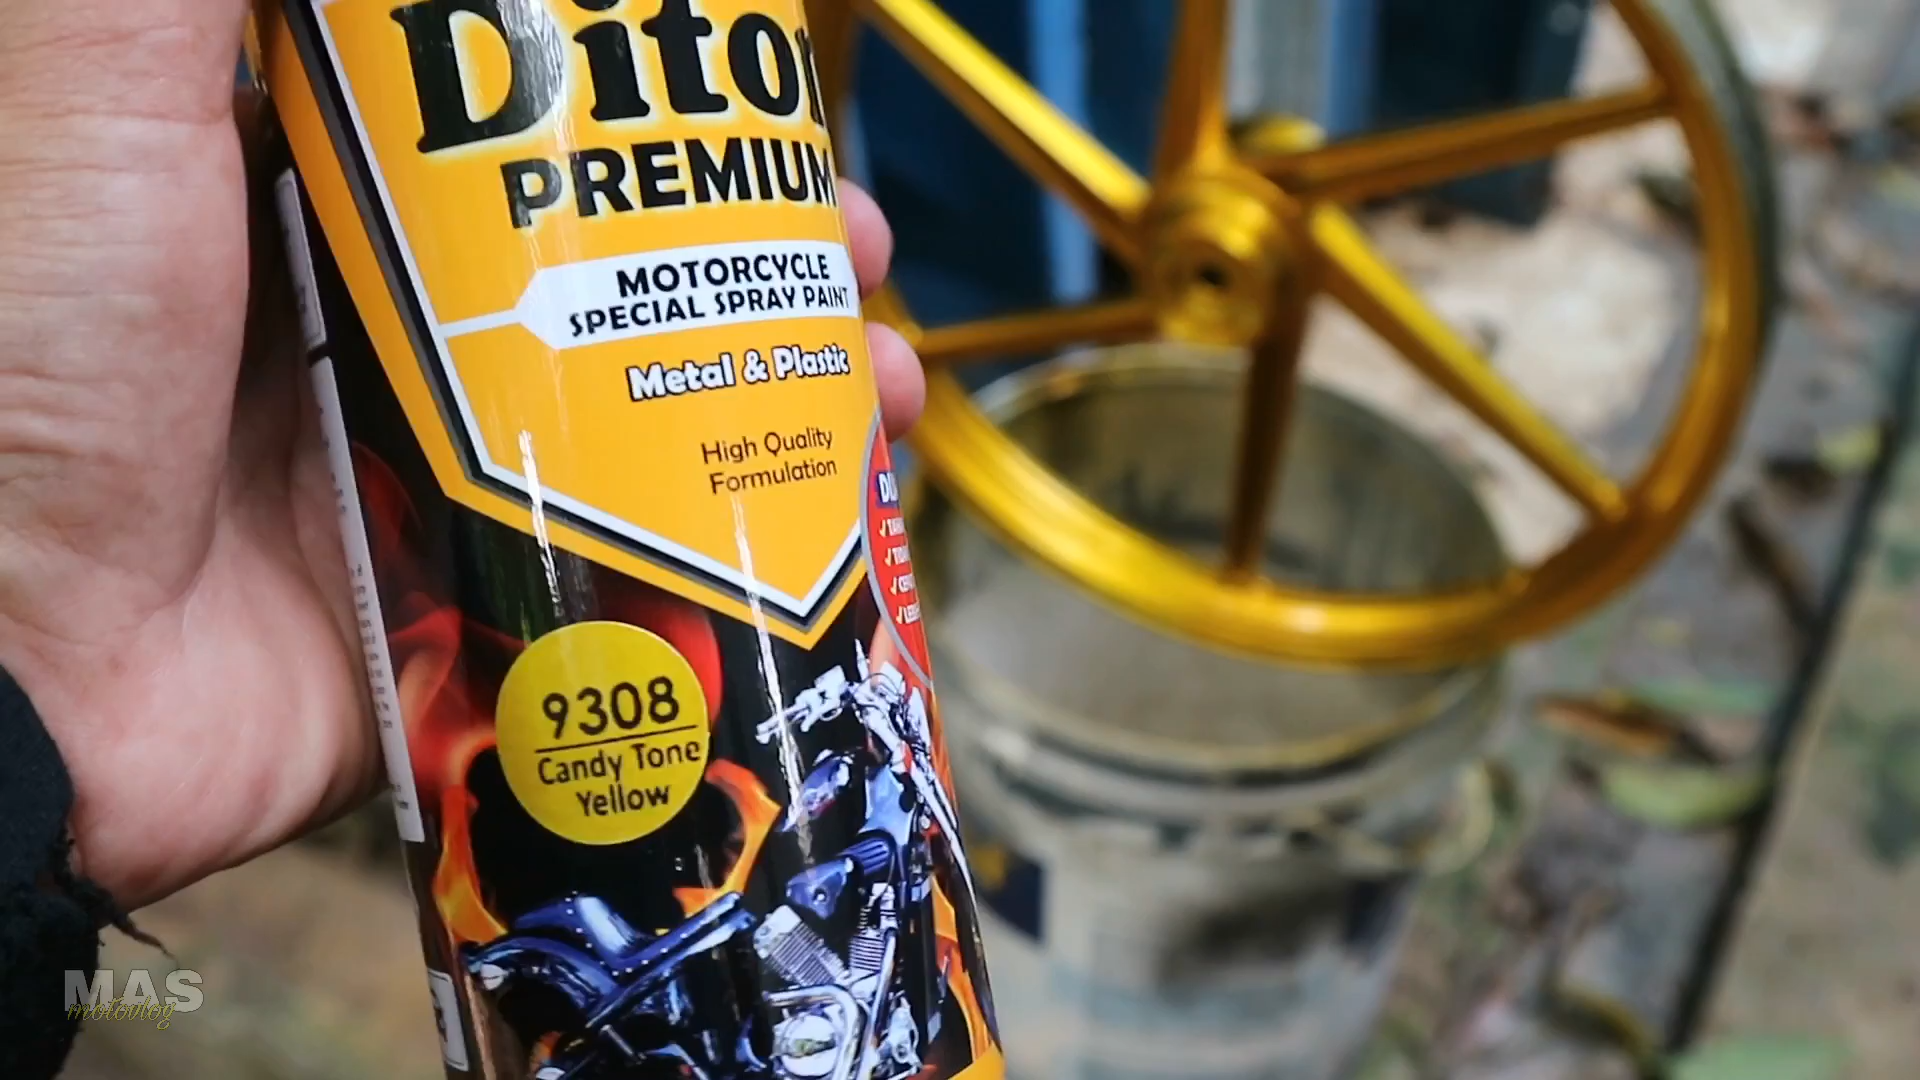 Diton
PREMIUM
MOTORCYCLE
SPECIAL SPRAY PAINT
Metal & Plastic
High Quality
Formulation
9308
Candy Tone
Yellow
MAS
motovlog